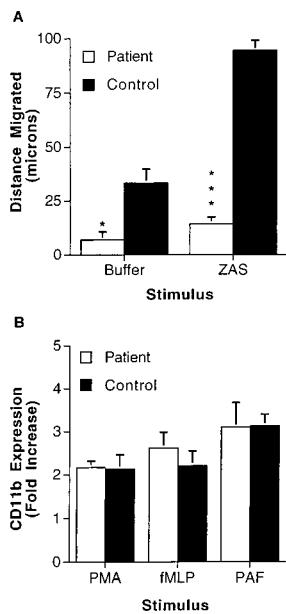 A
Distance Migrated
(microns)
100
75
50
25
0
Patient
Control
*
*
*
*
Buffer ZAS
Stimulus
B
CD11b Expression
(Fold Increase)
5
4
3
2
1
0
Patient
Control
PMA fMLP PAF
Stimulus